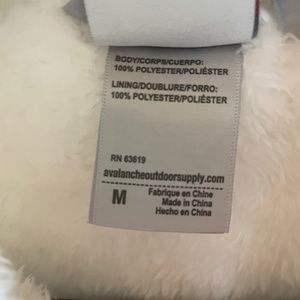 BODY/CORPS/CUERPO:
100% POLYESTER/POLIÉSTER
LINING/DOUBLURE/FORRO:
100% POLYESTER/POLIÉSTER
RN 63619
avalancheoutdoorsupply.com
M
Fabrique en Chine
Made in China
Hecho en China